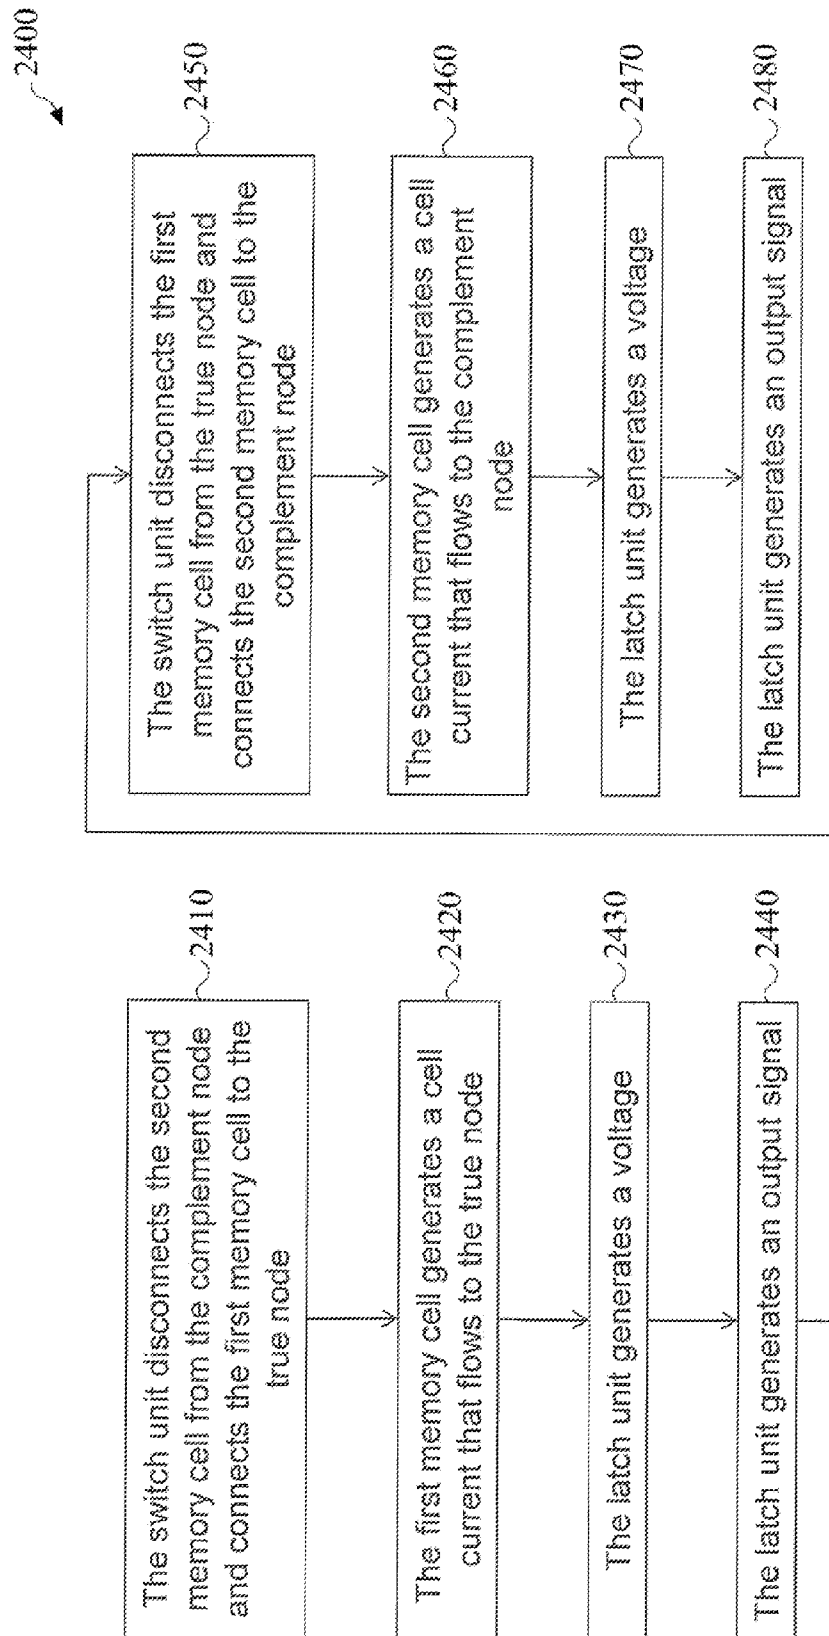 2400
The switch unit disconnects the second
memory cell from the complement node
and connects the first memory cell to the
true node
2410
The first memory cell generates a cell
current that flows to the true node
2420
The latch unit generates a voltage
2430
The latch unit generates an output signal
2440
The switch unit disconnects the first
memory cell from the true node and
connects the second memory cell to the
complement node
2450
The second memory cell generates a cell
current that flows to the complement
node
2460
The latch unit generates a voltage
2470
The latch unit generates an output signal
2480